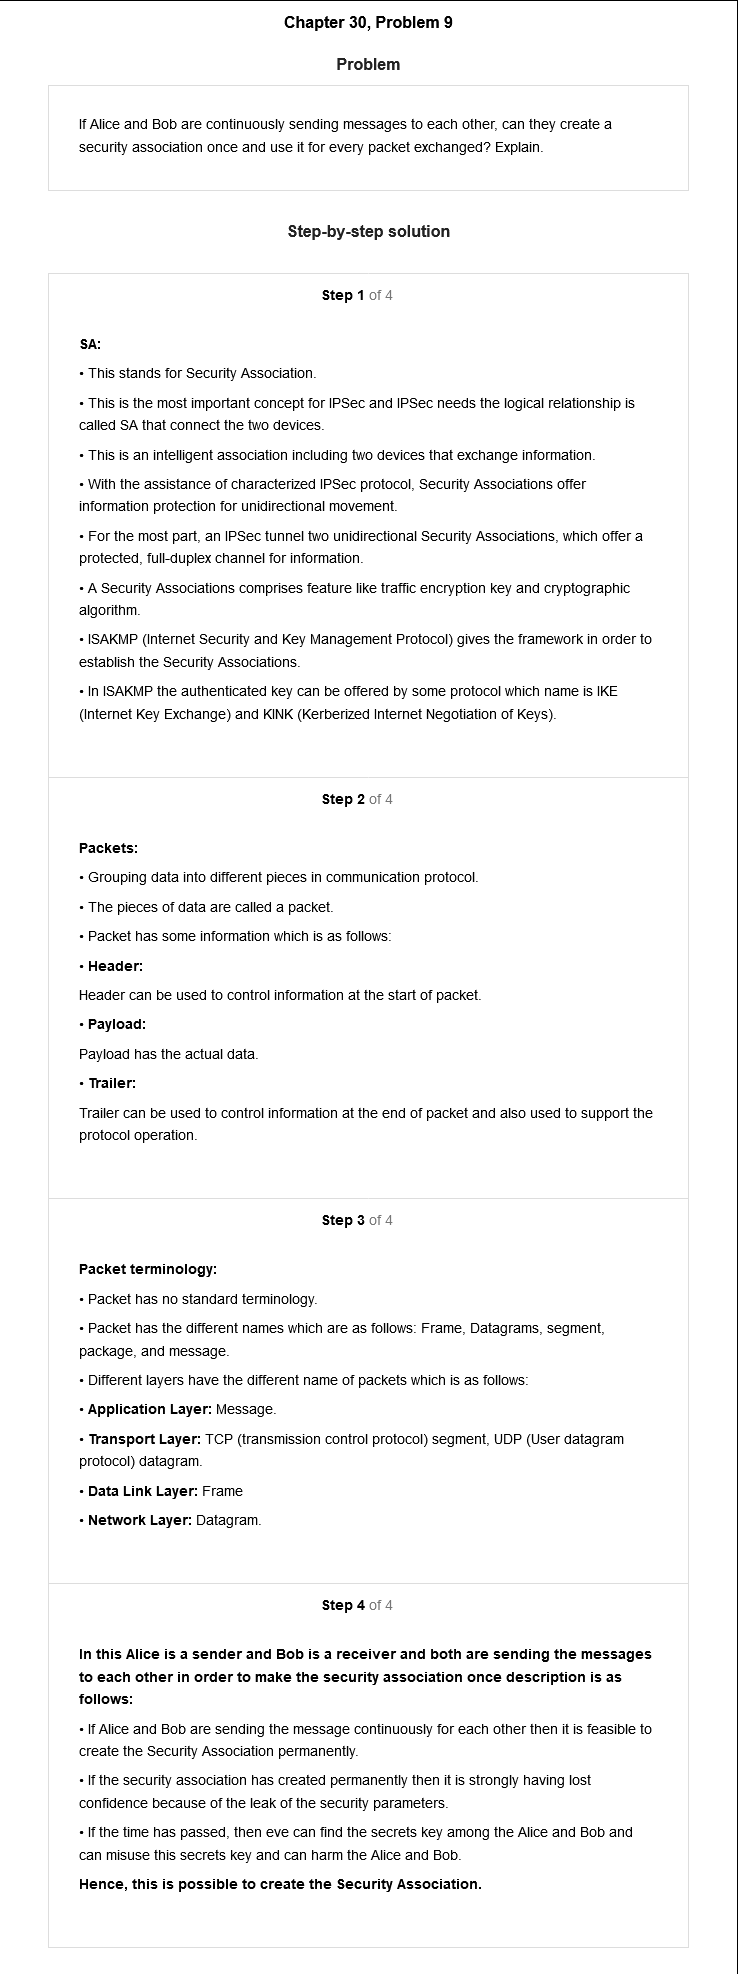 Chapter 30, Problem 9
Problem
If Alice and Bob are continuously sending messages to each other, can they create a
security association once and use it for every packet exchanged? Explain.
Step-by-step solution
Step 1 of 4
SA:
• This stands for Security Association.
• This is the most important concept for IPSec and IPSec needs the logical relationship is
called SA that connect the two devices.
• This is an intelligent association including two devices that exchange information.
• With the assistance of characterized IPSec protocol, Security Associations offer
information protection for unidirectional movement.
• For the most part, an IPSec tunnel two unidirectional Security Associations, which offer a
protected, full-duplex channel for information.
• A Security Associations comprises feature like traffic encryption key and cryptographic
algorithm.
• ISAKMP (Internet Security and Key Management Protocol) gives the framework in order to
establish the Security Associations.
• In ISAKMP the authenticated key can be offered by some protocol which name is IKE
(Internet Key Exchange) and KINK (Kerberized Internet Negotiation of Keys).
Step 2 of 4
Packets:
• Grouping data into different pieces in communication protocol.
• The pieces of data are called a packet.
• Packet has some information which is as follows:
• Header:
Header can be used to control information at the start of packet.
• Payload:
Payload has the actual data.
• Trailer:
Trailer can be used to control information at the end of packet and also used to support the
protocol operation.
Step 3 of 4
Packet terminology:
• Packet has no standard terminology.
• Packet has the different names which are as follows: Frame, Datagrams, segment,
package, and message.
• Different layers have the different name of packets which is as follows:
• Application Layer: Message.
• Transport Layer: TCP (transmission control protocol) segment, UDP (User datagram
protocol) datagram.
• Data Link Layer: Frame
• Network Layer: Datagram.
Step 4 of 4
In this Alice is a sender and Bob is a receiver and both are sending the messages
to each other in order to make the security association once description is as
follows:
• If Alice and Bob are sending the message continuously for each other then it is feasible to
create the Security Association permanently.
• If the security association has created permanently then it is strongly having lost
confidence because of the leak of the security parameters.
• If the time has passed, then eve can find the secrets key among the Alice and Bob and
can misuse this secrets key and can harm the Alice and Bob.
Hence, this is possible to create the Security Association.